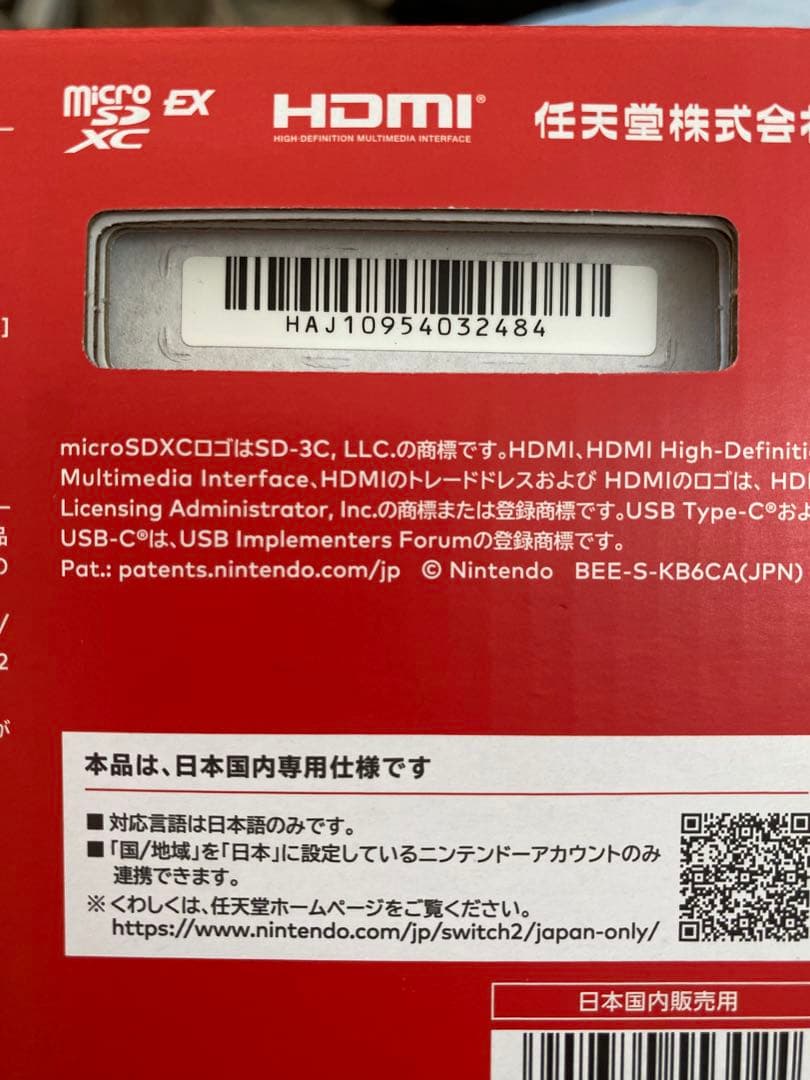 micro
SD
XC
EX
HDMI®
HIGH-DEFINITION MULTIMEDIA INTERFACE
任天堂株式会社
HAJ10954032484
]
microSDXCロゴはSD-3C, LLC.の商標です。HDMI、HDMI High-Definiti
Multimedia Interface、HDMIのトレードドレスおよび HDMIのロゴは、HD
Licensing Administrator, Inc.の商標または登録商標です。USB Type-C®およ
USB-C®は、USB Implementers Forumの登録商標です。
Pat.: patents.nintendo.com/jp © Nintendo BEE-S-KB6CA(JPN)
品
の
/
2
が
本品は、日本国内専用仕様です
■ 対応言語は日本語のみです。
■ 「国/地域」を「日本」に設定しているニンテンドーアカウントのみ
連携できます。
※くわしくは、任天堂ホームページをご覧ください。
https://www.nintendo.com/jp/switch2/japan-only/
日本国内販売用